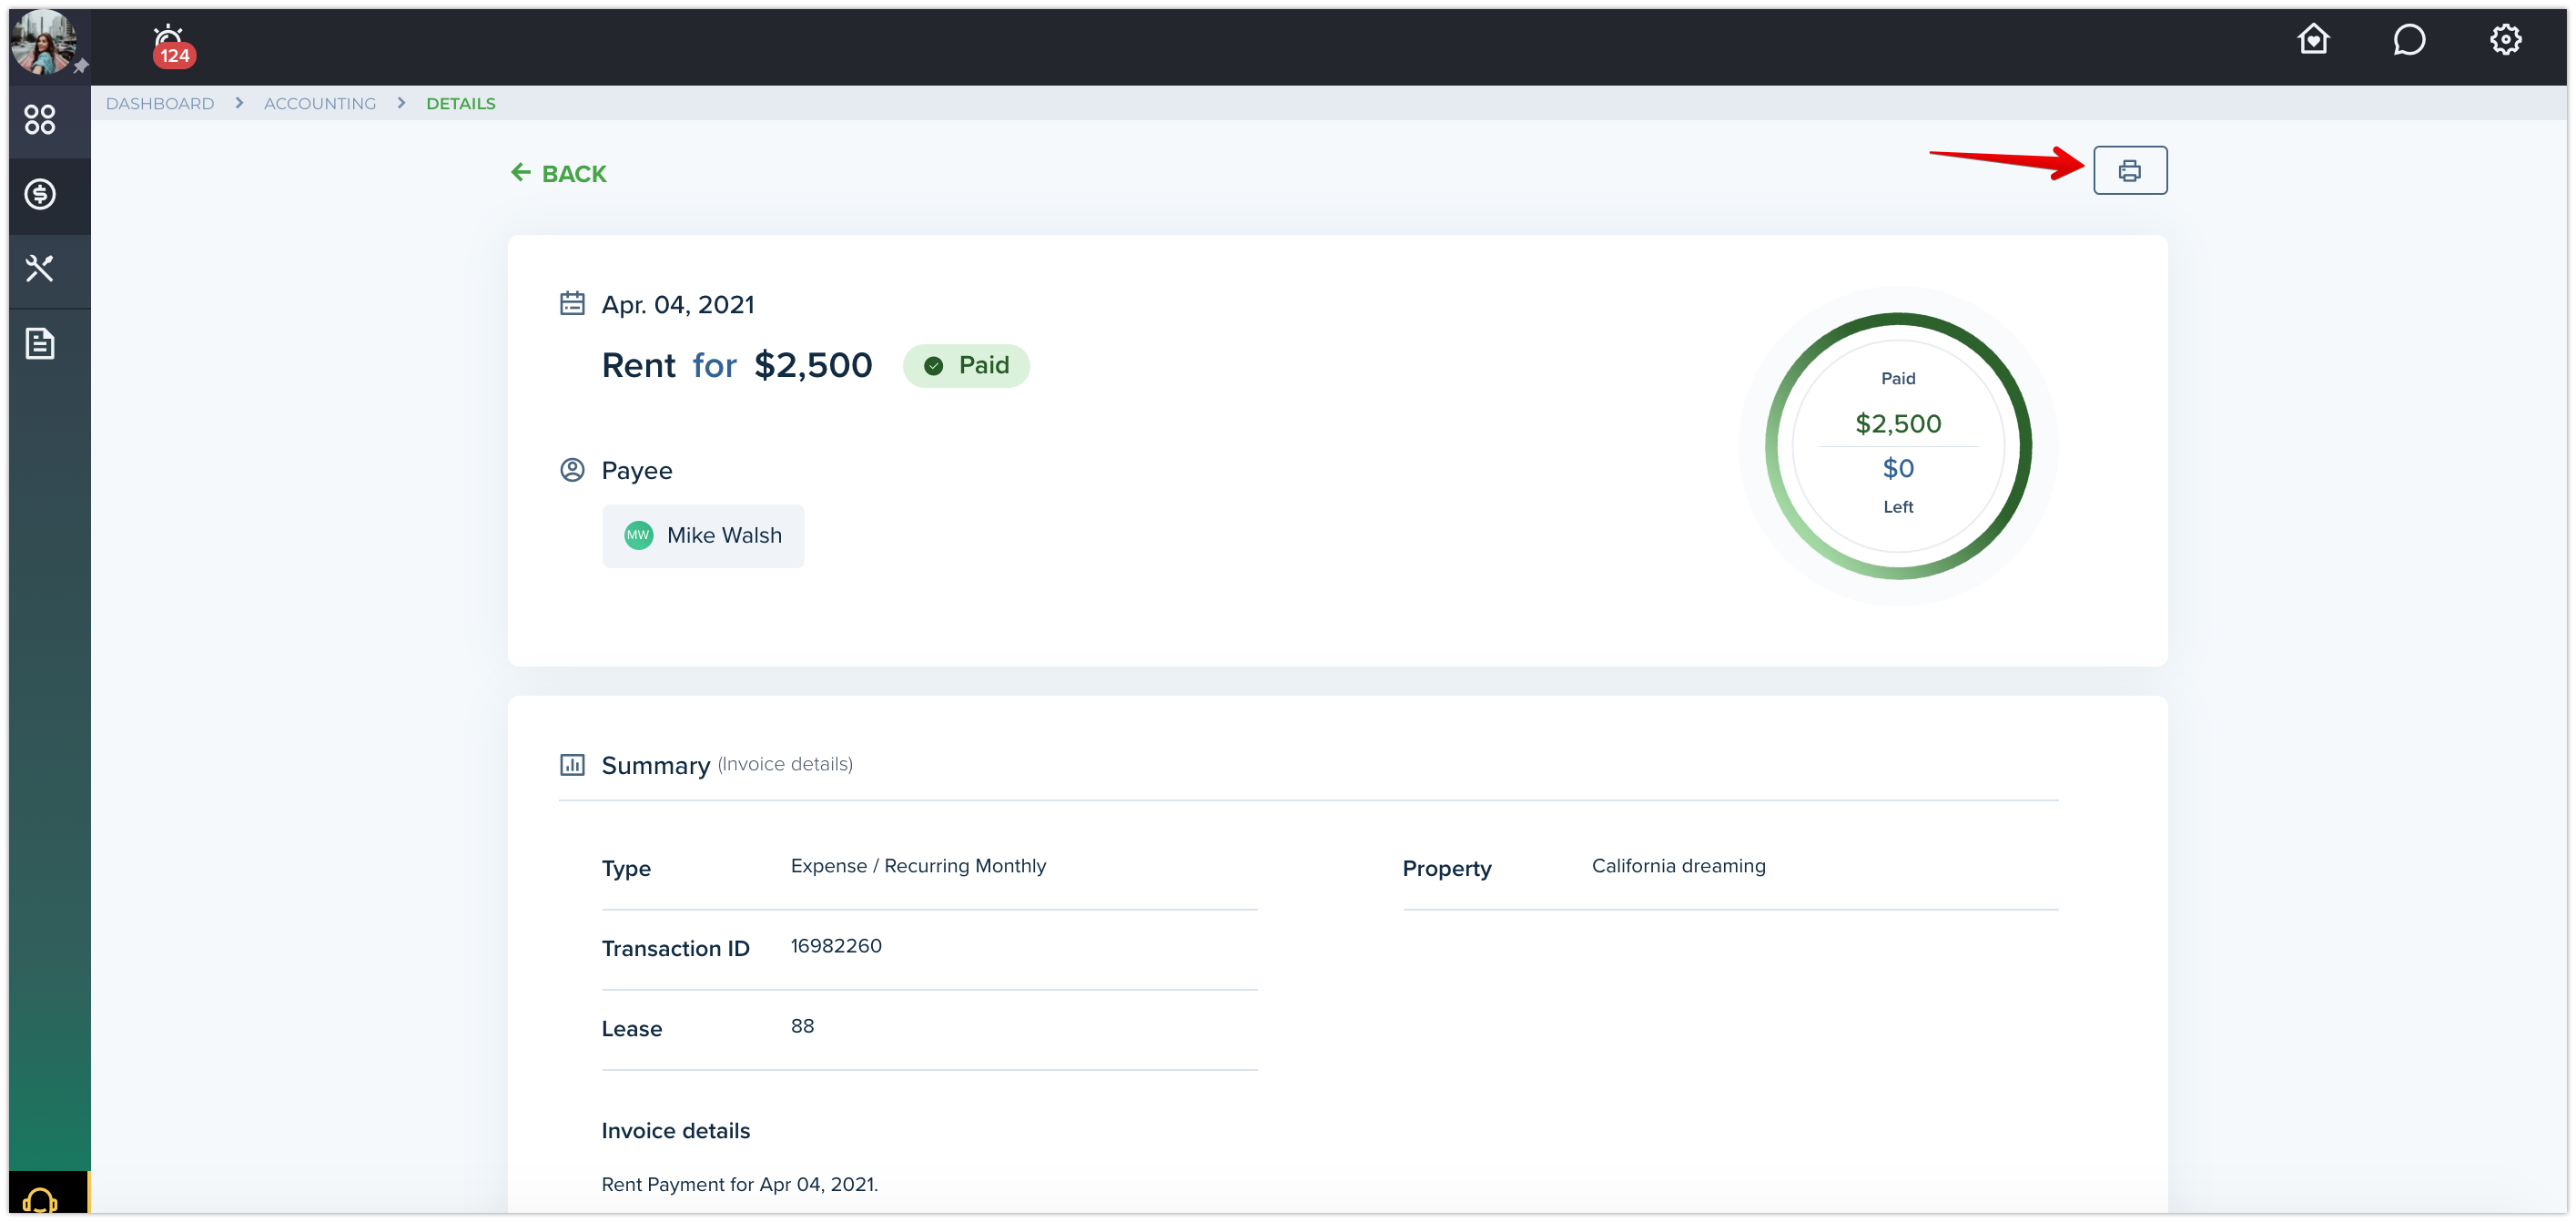 124
DASHBOARD > ACCOUNTING > DETAILS
← BACK
Apr. 04, 2021
Rent for $2,500 Paid
Payee
MW Mike Walsh
Paid
$2,500
$0
Left
Summary (Invoice details)
Type Expense / Recurring Monthly
Property California dreaming
Transaction ID 16982260
Lease 88
Invoice details
Rent Payment for Apr 04, 2021.